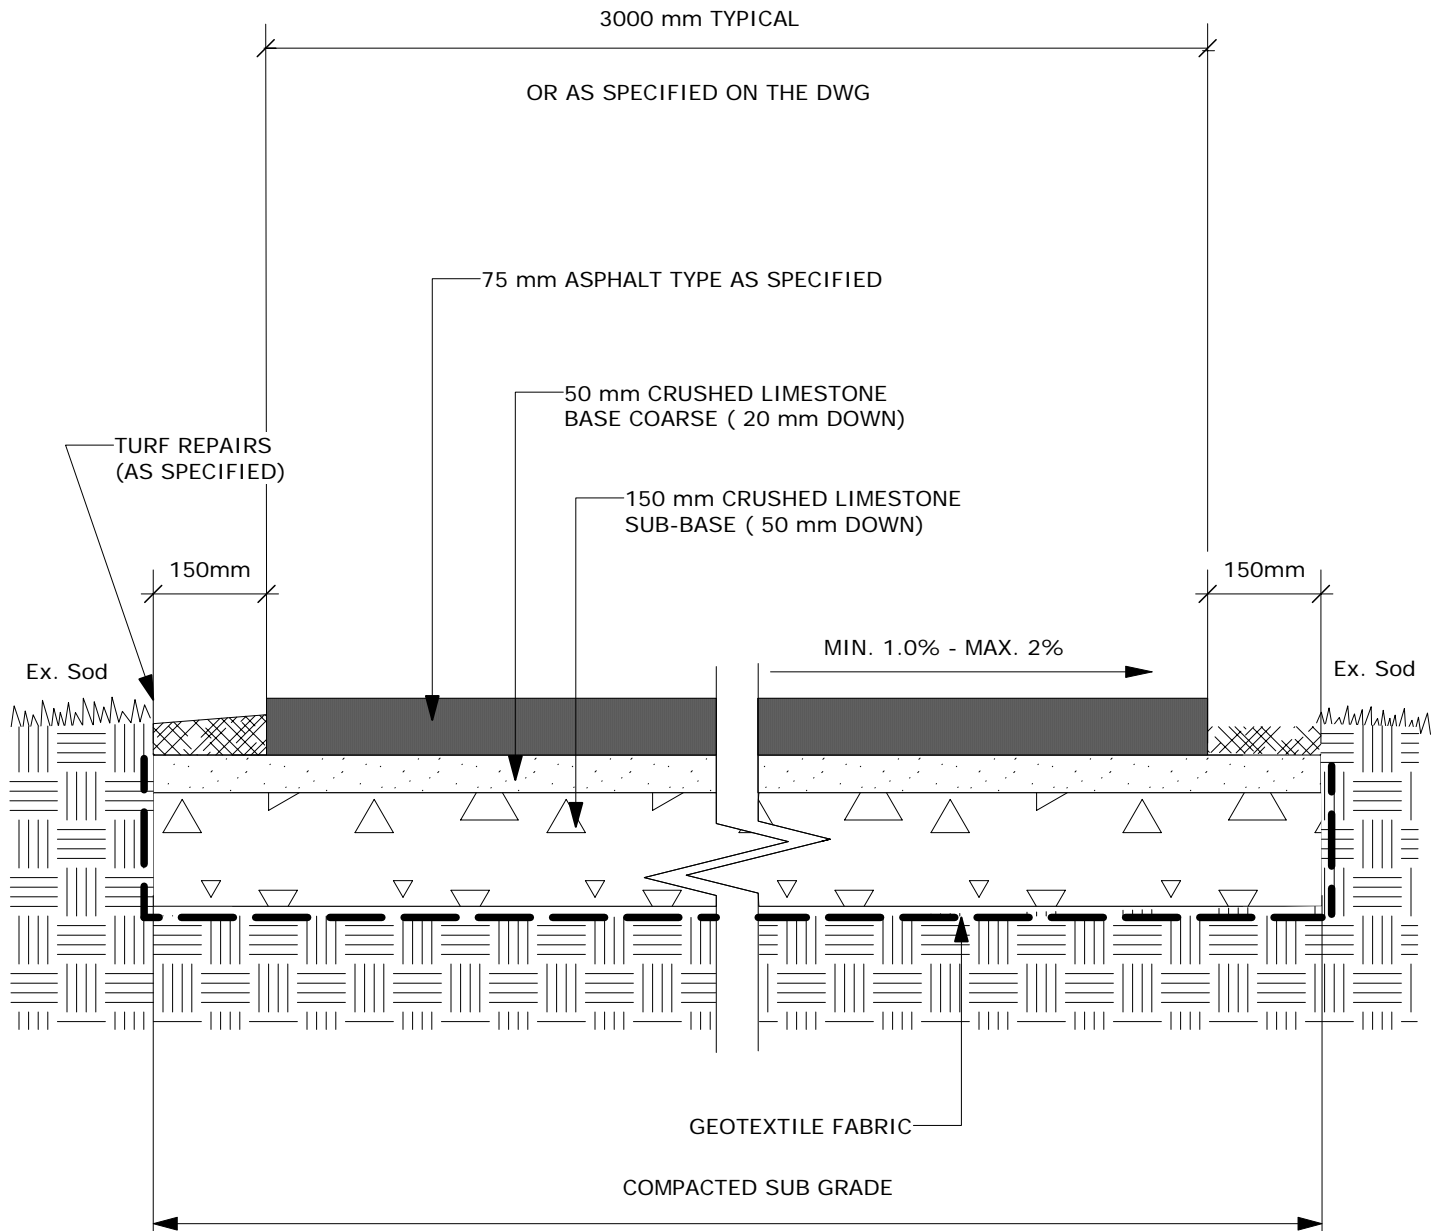 3000 mm TYPICAL
OR AS SPECIFIED ON THE DWG
75 mm ASPHALT TYPE AS SPECIFIED
50 mm CRUSHED LIMESTONE
BASE COARSE ( 20 mm DOWN)
TURF REPAIRS
(AS SPECIFIED)
150 mm CRUSHED LIMESTONE
SUB-BASE ( 50 mm DOWN)
150mm
150mm
MIN. 1.0% - MAX. 2%
Ex. Sod
Ex. Sod
GEOTEXTILE FABRIC
COMPACTED SUB GRADE